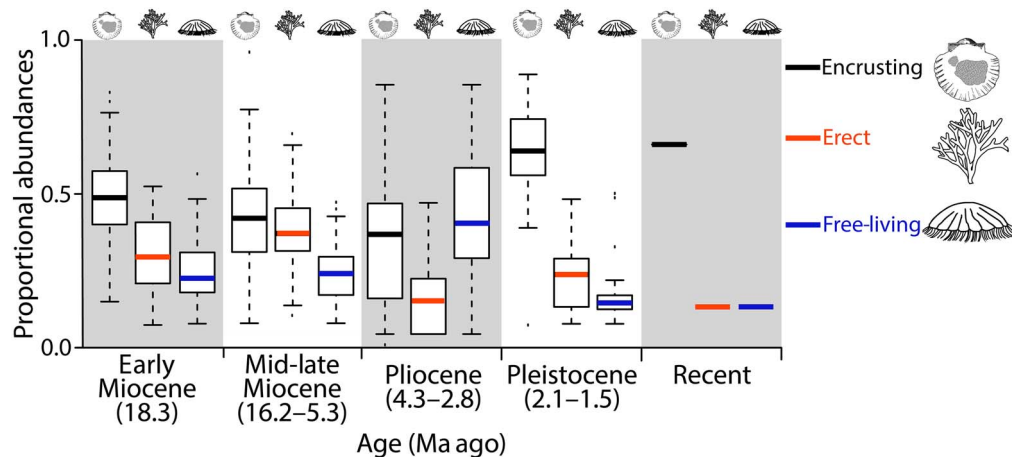 Proportional abundances
1.0
0.5
0.0
Early
Miocene
(18.3)
Mid-late
Miocene
(16.2–5.3)
Pliocene
(4.3–2.8)
Pleistocene
(2.1–1.5)
Recent
Age (Ma ago)
Encrusting
Erect
Free-living